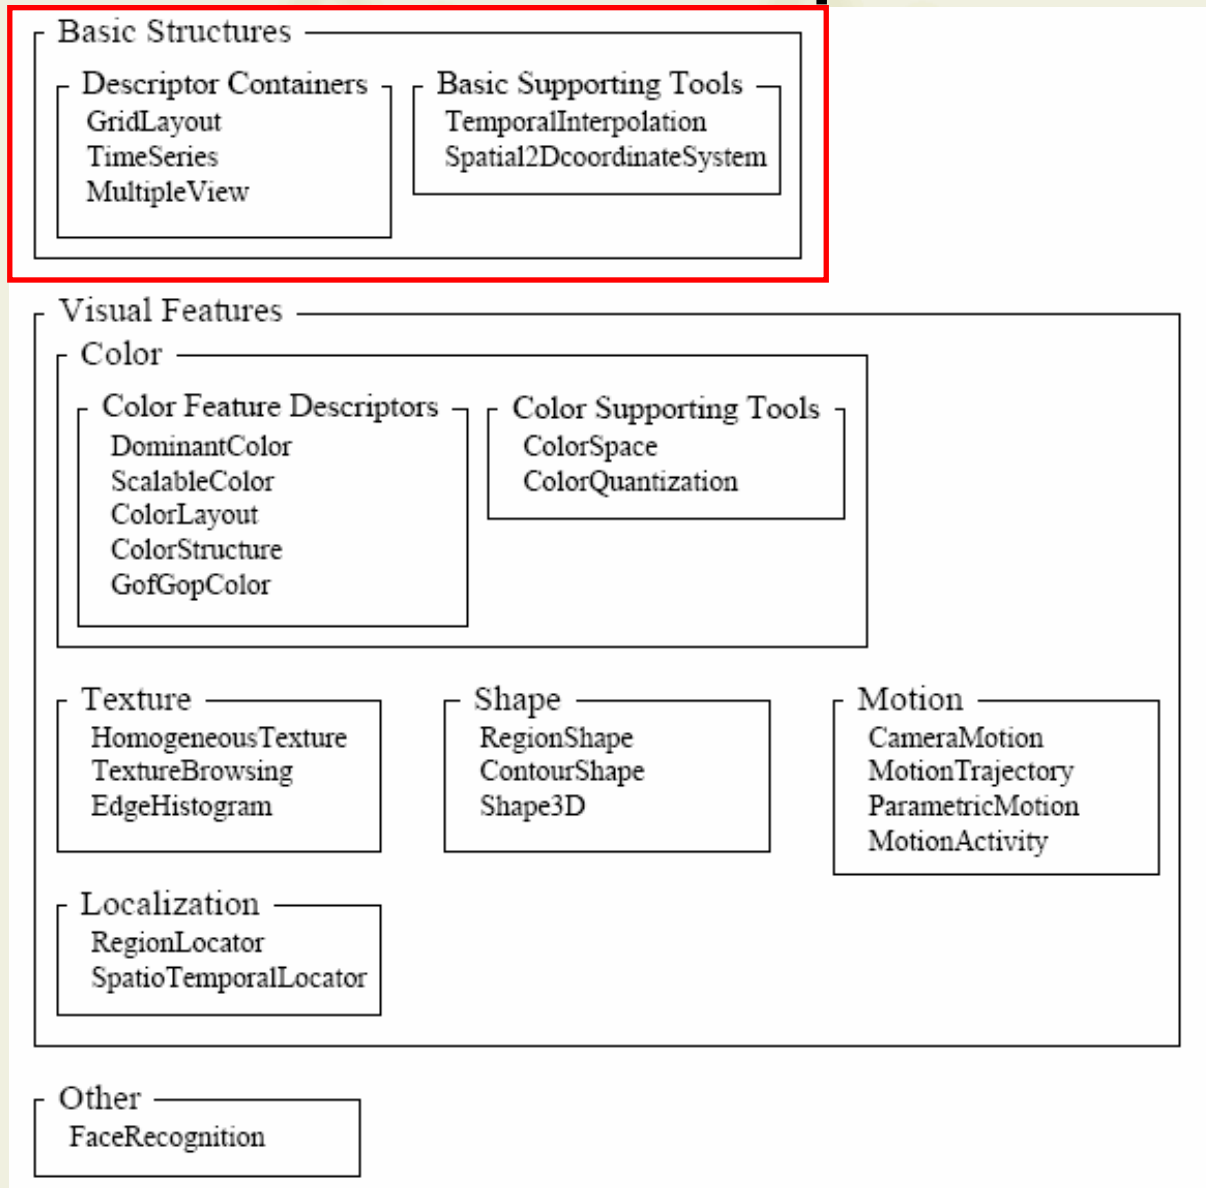 Basic Structures
Descriptor Containers
GridLayout
TimeSeries
MultipleView
Basic Supporting Tools
TemporalInterpolation
Spatial2DcoordinateSystem
Visual Features
Color
Color Feature Descriptors
DominantColor
ScalableColor
ColorLayout
ColorStructure
GofGopColor
Color Supporting Tools
ColorSpace
ColorQuantization
Texture
HomogeneousTexture
TextureBrowsing
EdgeHistogram
Shape
RegionShape
ContourShape
Shape3D
Motion
CameraMotion
MotionTrajectory
ParametricMotion
MotionActivity
Localization
RegionLocator
SpatioTemporalLocator
Other
FaceRecognition